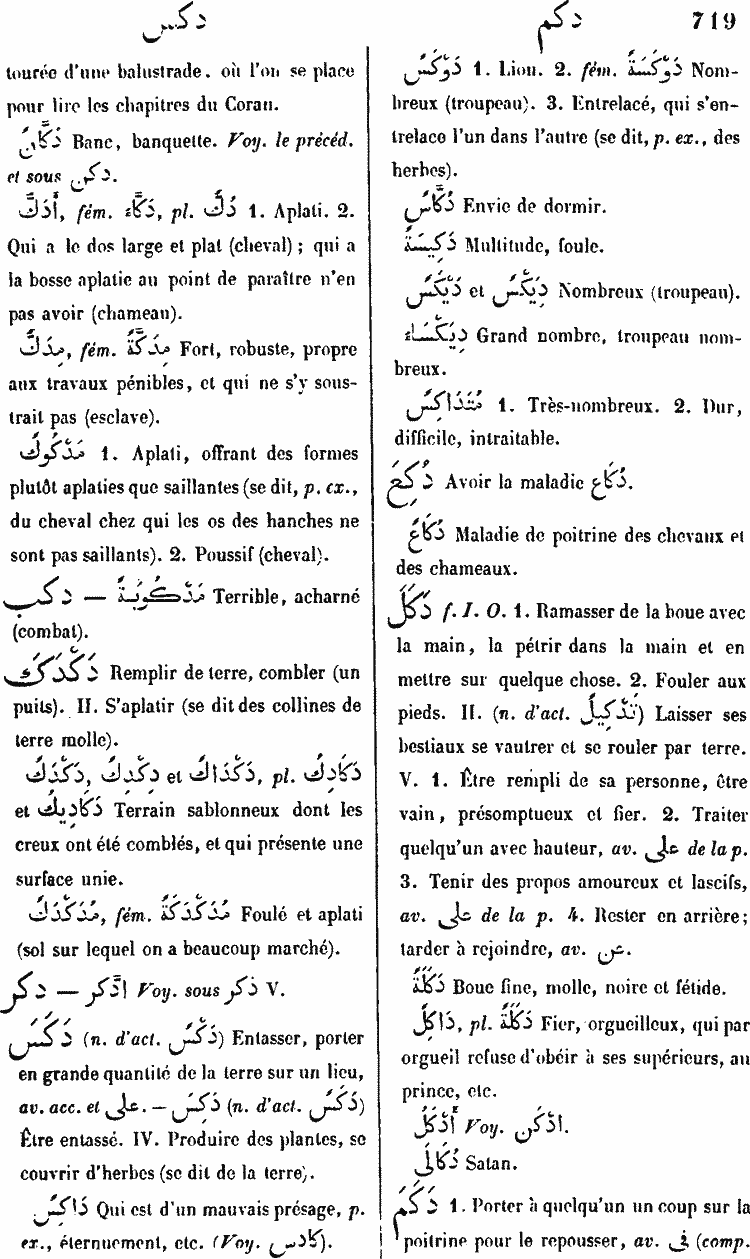 دكس
دكم
719
tourée d'une balustrade. où l'on se place
pour lire les chapitres du Coran.
دُكَّانٌ Banc, banquette. Voy. le précéd.
et sous دكن.
أَدَكُّ, fém. دَكَّاءُ, pl. دُكٌّ 1. Aplati. 2.
Qui a le dos large et plat (cheval); qui a
la bosse aplatie au point de paraître n'en
pas avoir (chameau).
مِدَكٌّ, fém. مِدَكَّةٌ Fort, robuste, propre
aux travaux pénibles, et qui ne s'y sous-
trait pas (esclave).
مَدْكُوكٌ 1. Aplati, offrant des formes
plutôt aplaties que saillantes (se dit, p. ex.,
du cheval chez qui les os des hanches ne
sont pas saillants). 2. Poussif (cheval).
دكب — مَدْكُوبَةٌ Terrible, acharné
(combat).
دَكْدَكَ Remplir de terre, combler (un
puits). II. S'aplatir (se dit des collines de
terre molle).
دَكْدَكٌ, دِكْدِكٌ et دَكْدَاكٌ, pl. دَكَادِكُ
et دَكَادِيكُ Terrain sablonneux dont les
creux ont été comblés, et qui présente une
surface unie.
مُدَكْدَكٌ, fém. مُدَكْدَكَةٌ Foulé et aplati
(sol sur lequel on a beaucoup marché).
دكر — ادَّكر Voy. sous ذكر V.
دَكَسَ (n. d'act. دَكْسٌ) Entasser, porter
en grande quantité de la terre sur un lieu,
av. acc. et على. — دَكِسَ (n. d'act. دَكَسٌ)
Être entassé. IV. Produire des plantes, se
couvrir d'herbes (se dit de la terre).
دَاكِسٌ Qui est d'un mauvais présage, p.
ex., éternuement, etc. (Voy. كادس).
دَوْكَسٌ 1. Lion. 2. fém. دَوْكَسَةٌ Nom-
breux (troupeau). 3. Entrelacé, qui s'en-
trelace l'un dans l'autre (se dit, p. ex., des
herbes).
دُكَاسٌ Envie de dormir.
دَكِيسَةٌ Multitude, foule.
دَيْكَسٌ et دِيَكْسٌ Nombreux (troupeau).
دِيَكْسَاءُ Grand nombre, troupeau nom-
breux.
مُتَدَاكِسٌ 1. Très-nombreux. 2. Dur,
difficile, intraitable.
دُكِعَ Avoir la maladie دُكَاع.
دُكَاعٌ Maladie de poitrine des chevaux et
des chameaux.
دَكَلَ f. I. O. 1. Ramasser de la boue avec
la main, la pétrir dans la main et en
mettre sur quelque chose. 2. Fouler aux
pieds. II. (n. d'act. تَدْكِيلٌ) Laisser ses
bestiaux se vautrer et se rouler par terre.
V. 1. Être rempli de sa personne, être
vain, présomptueux et fier. 2. Traiter
quelqu'un avec hauteur, av. على de la p.
3. Tenir des propos amoureux et lascifs,
av. على de la p. 4. Rester en arrière;
tarder à rejoindre, av. عن.
دَكَلَةٌ Boue fine, molle, noire et fétide.
دَاكِلٌ, pl. دَكَلَةٌ Fier, orgueilleux, qui par
orgueil refuse d'obéir à ses supérieurs, au
prince, etc.
أَدْكَلُ Voy. ادْكَن.
دُكَالَى Satan.
دَكَمَ 1. Porter à quelqu'un un coup sur la
poitrine pour le repousser, av. فى (comp.